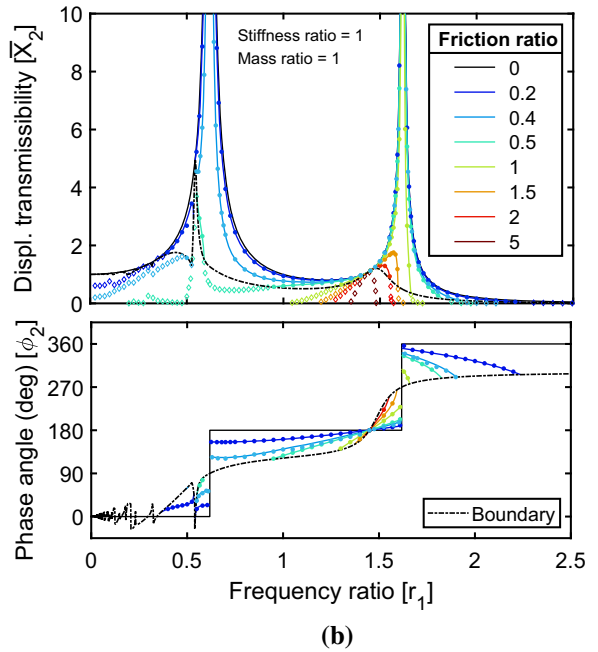 Displ. transmissibility [X̅₂]
10
8
6
4
2
0
Stiffness ratio = 1
Mass ratio = 1
Friction ratio
0
0.2
0.4
0.5
1
1.5
2
5
Phase angle (deg) [ϕ₂]
360
270
180
90
0
Boundary
0 0.5 1 1.5 2 2.5
Frequency ratio [r₁]
(b)